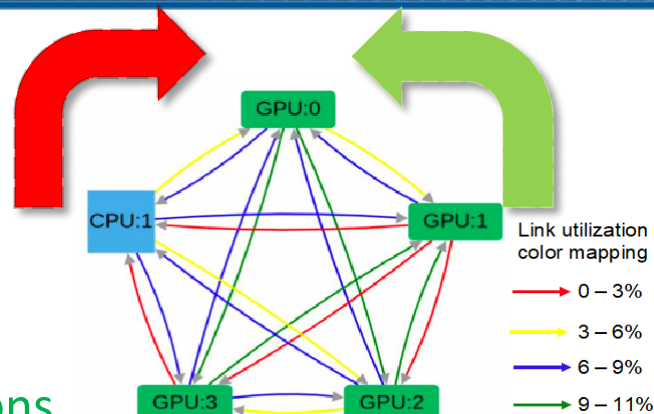 GPU:0
CPU:1
GPU:1
Link utilization
color mapping
0 – 3%
3 – 6%
6 – 9%
9 – 11%
GPU:3
GPU:2
ons